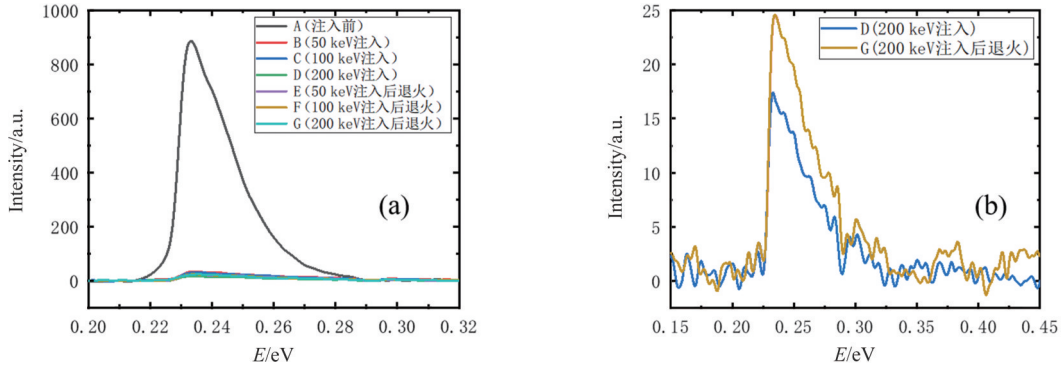 1000
800
600
400
200
0
Intensity/a.u.
A(注入前)
B(50 keV注入)
C(100 keV注入)
D(200 keV注入)
E(50 keV注入后退火)
F(100 keV注入后退火)
G(200 keV注入后退火)
(a)
0.20 0.22 0.24 0.26 0.28 0.30 0.32
E/eV
25
20
15
10
5
0
Intensity/a.u.
D(200 keV注入)
G(200 keV注入后退火)
(b)
0.15 0.20 0.25 0.30 0.35 0.40 0.45
E/eV